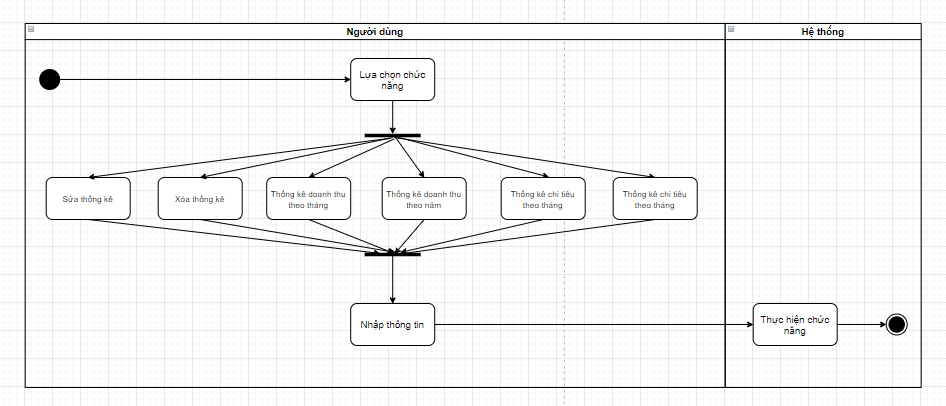 Người dùng
Hệ thống
Lựa chọn chức
năng
Sửa thống kê
Xóa thống kê
Thống kê doanh thu
theo tháng
Thống kê doanh thu
theo năm
Thống kê chi tiêu
theo tháng
Thống kê chi tiêu
theo tháng
Nhập thống tin
Thực hiện chức
năng